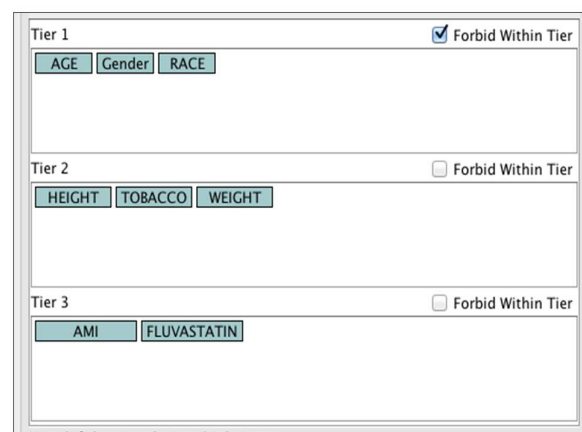 Tier 1 Forbid Within Tier
AGE Gender RACE
Tier 2 Forbid Within Tier
HEIGHT TOBACCO WEIGHT
Tier 3 Forbid Within Tier
AMI FLUVASTATIN